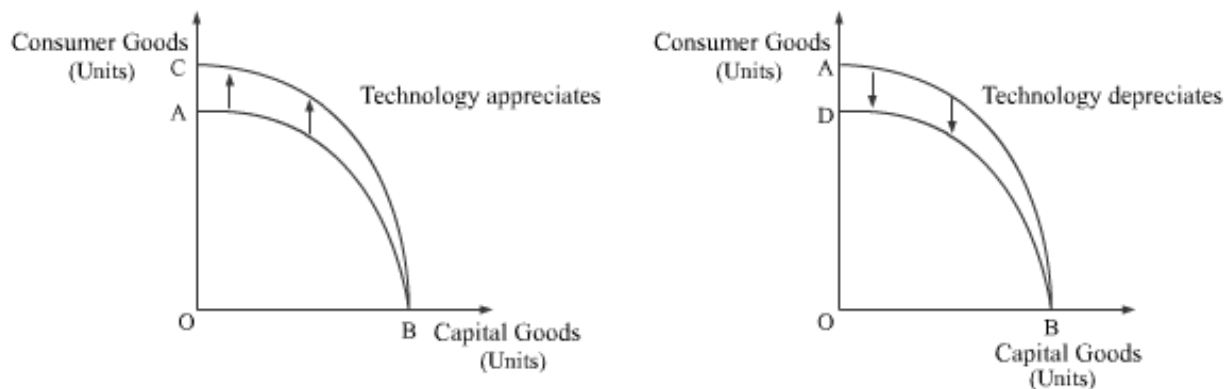 Consumer Goods
(Units)
C
A
Technology appreciates
O
B
Capital Goods
(Units)
Consumer Goods
(Units)
A
D
Technology depreciates
O
B
Capital Goods
(Units)